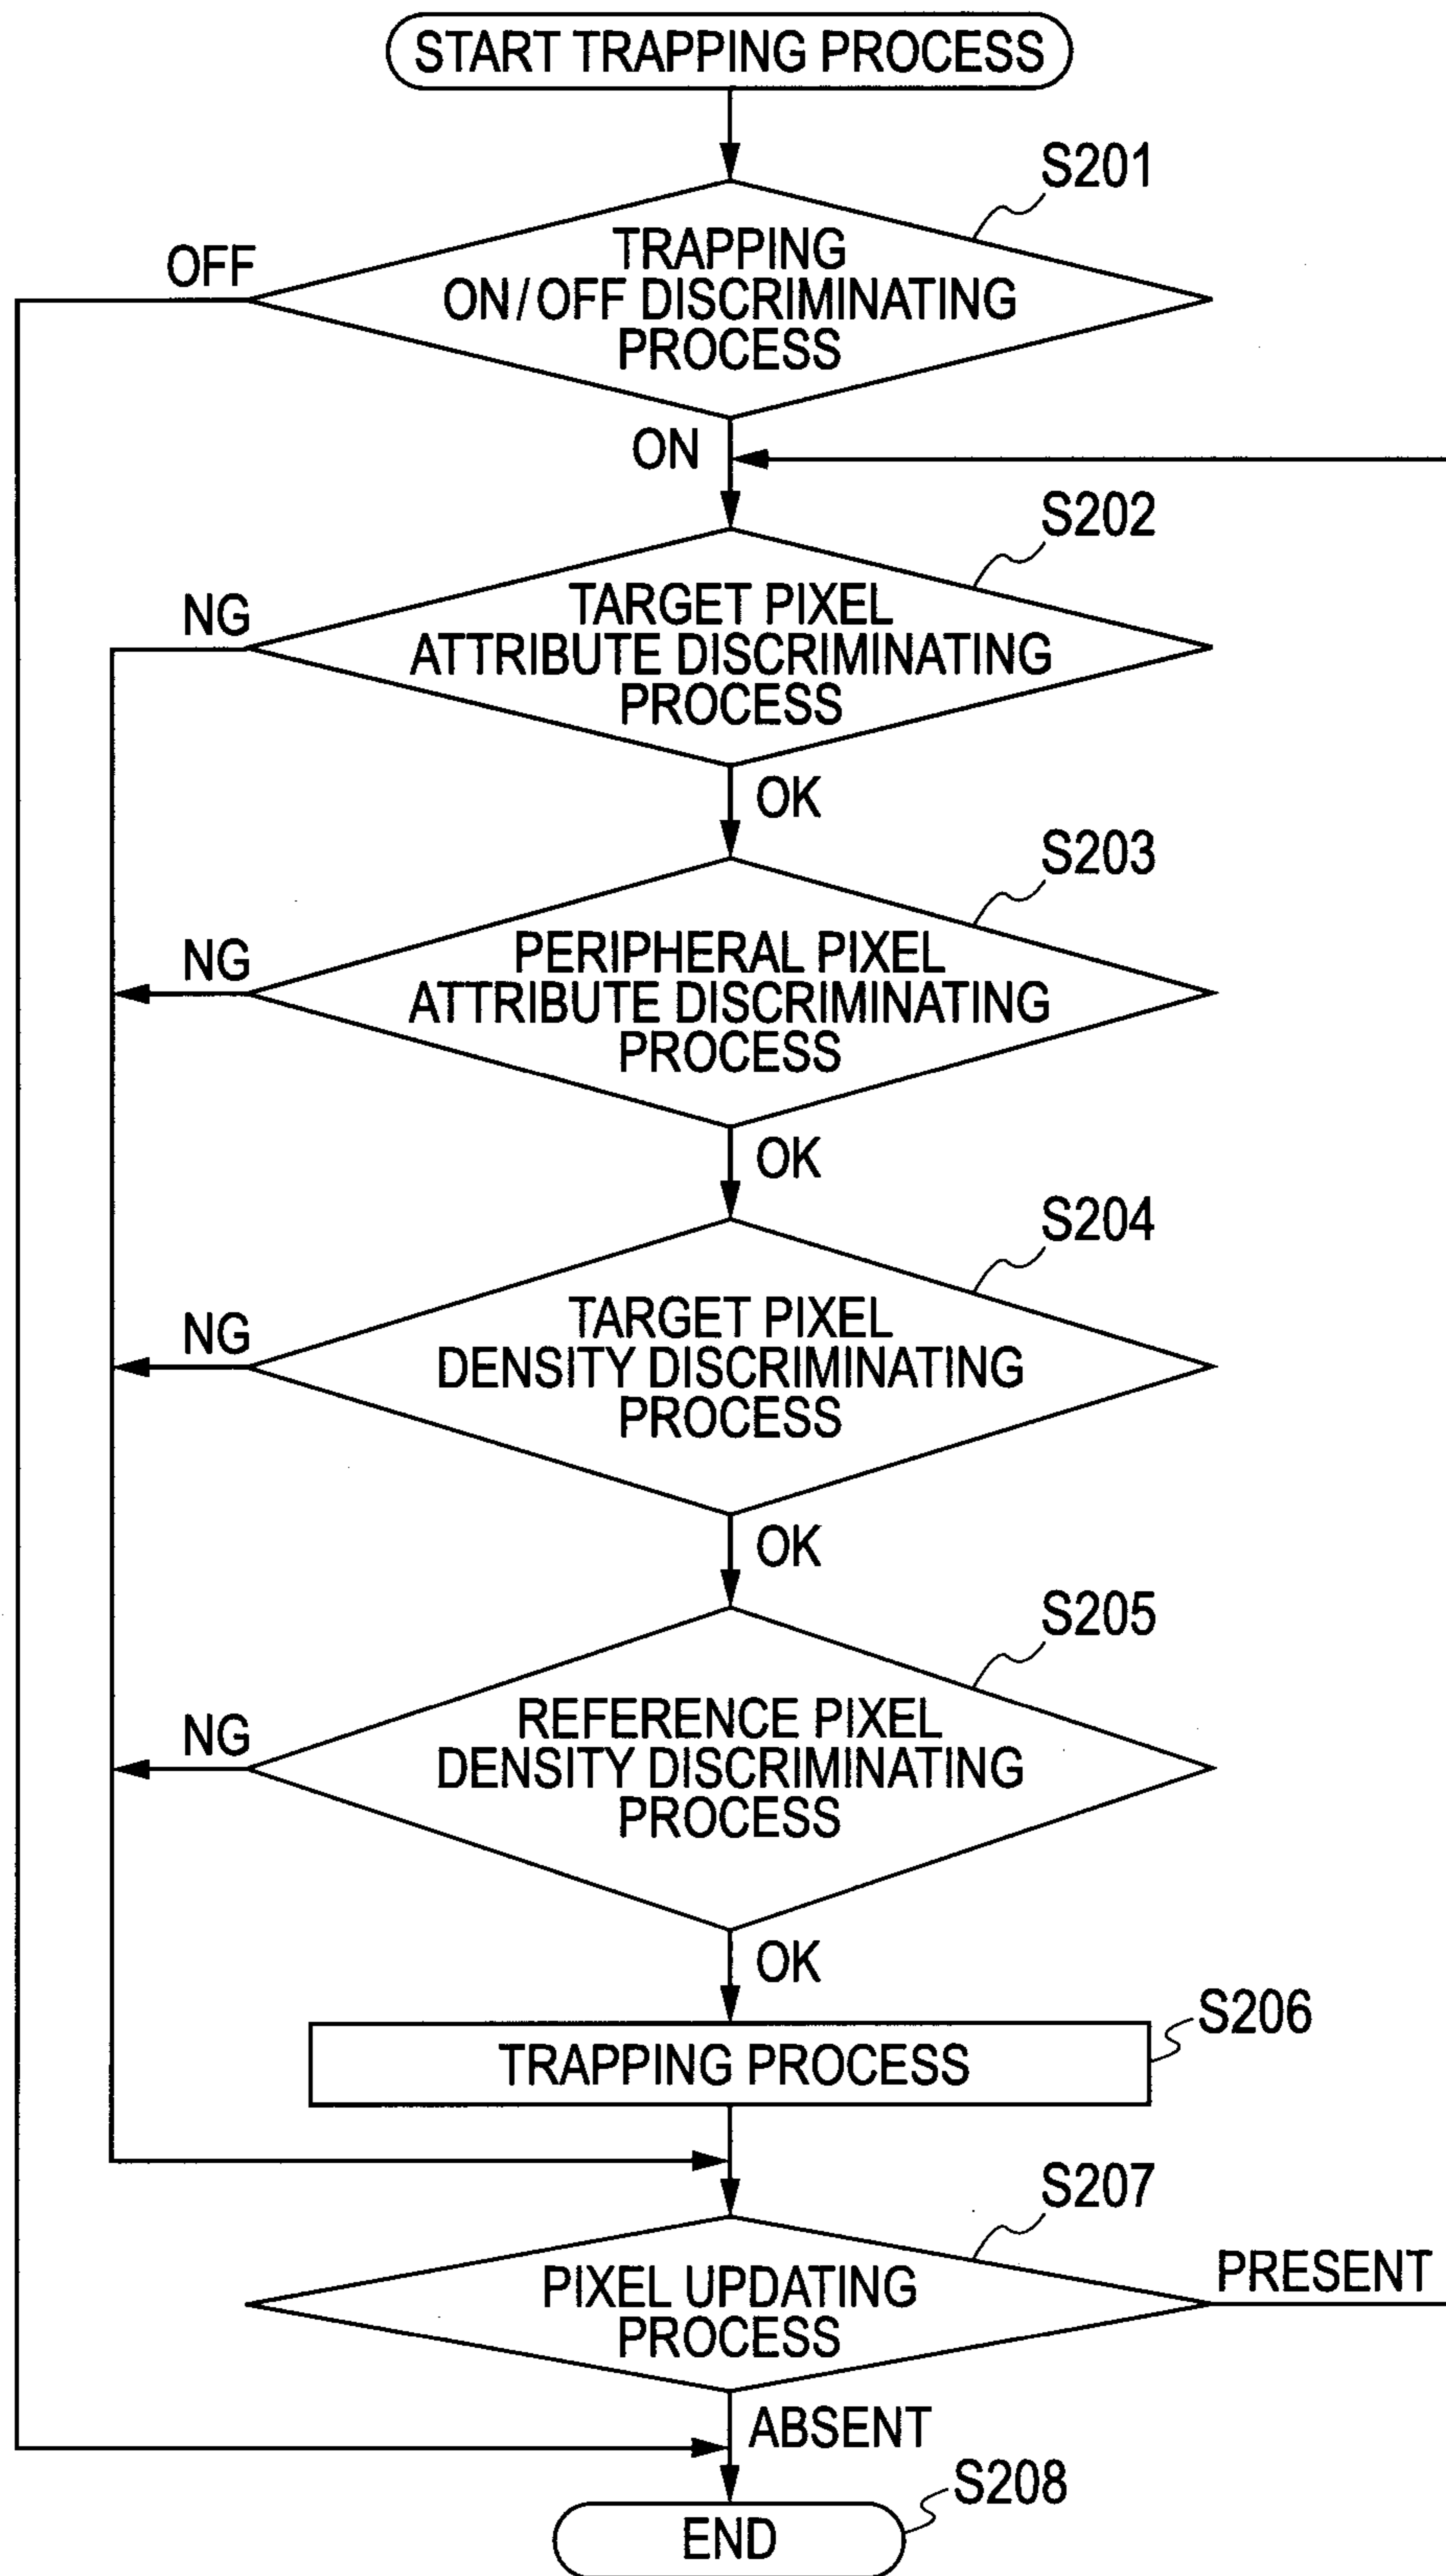 START TRAPPING PROCESS
S201
TRAPPING
ON/OFF DISCRIMINATING
PROCESS
OFF
ON
S202
TARGET PIXEL
ATTRIBUTE DISCRIMINATING
PROCESS
NG
OK
S203
PERIPHERAL PIXEL
ATTRIBUTE DISCRIMINATING
PROCESS
NG
OK
S204
TARGET PIXEL
DENSITY DISCRIMINATING
PROCESS
NG
OK
S205
REFERENCE PIXEL
DENSITY DISCRIMINATING
PROCESS
NG
OK
S206
TRAPPING PROCESS
S207
PIXEL UPDATING
PROCESS
PRESENT
ABSENT
S208
END